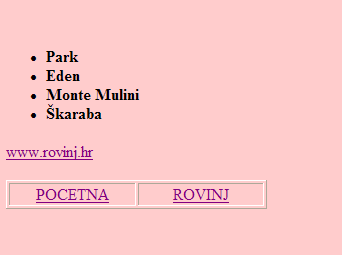 Park
Eden
Monte Mulini
Škaraba
www.rovinj.hr
POCETNA ROVINJ